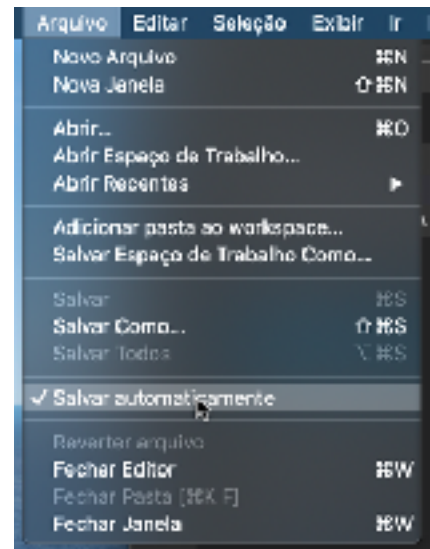 Arquivo Editar Seleção Exibir Ir
Novo Arquivo ⌘N
Nova Janela ⇧⌘N
Abrir... ⌘O
Abrir Espaço de Trabalho...
Abrir Recentes ▶
Adicionar pasta ao workspace...
Salvar Espaço de Trabalho Como...
Salvar ⌘S
Salvar Como... ⇧⌘S
Salvar Todos ⌥⌘S
✓ Salvar automaticamente
Reverter arquivo
Fechar Editor ⌘W
Fechar Pasta [⌘K F]
Fechar Janela ⌘W